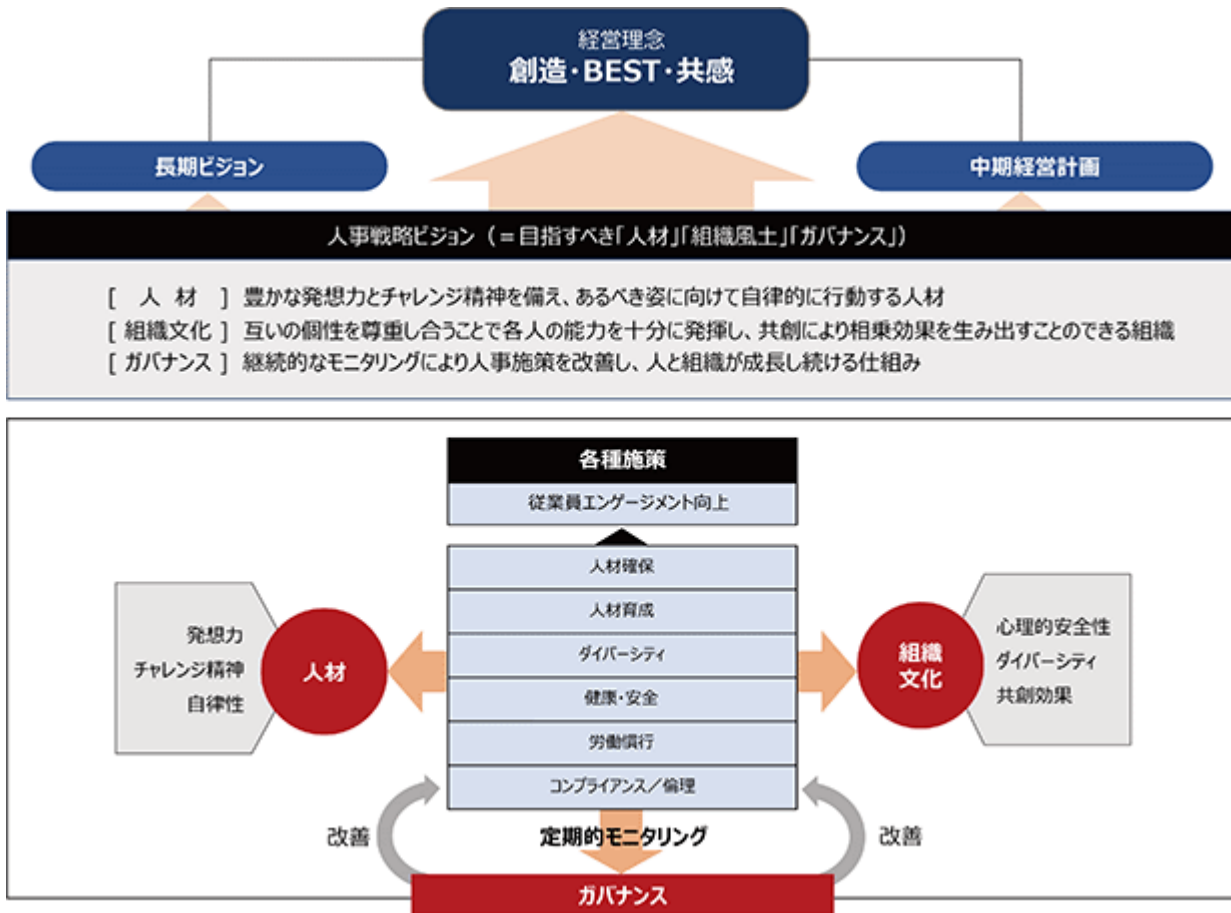 経営理念
創造・BEST・共感
長期ビジョン
中期経営計画
人事戦略ビジョン（＝目指すべき「人材」「組織風土」「ガバナンス」）
[ 人 材 ] 豊かな発想力とチャレンジ精神を備え、あるべき姿に向けて自律的に行動する人材
[ 組織文化 ] 互いの個性を尊重し合うことで各人の能力を十分に発揮し、共創により相乗効果を生み出すことのできる組織
[ ガバナンス ] 継続的なモニタリングにより人事施策を改善し、人と組織が成長し続ける仕組み
各種施策
従業員エンゲージメント向上
人材確保
人材育成
ダイバーシティ
健康・安全
労働慣行
コンプライアンス／倫理
発想力
チャレンジ精神
自律性
人材
組織
文化
心理的安全性
ダイバーシティ
共創効果
改善
定期的モニタリング
改善
ガバナンス